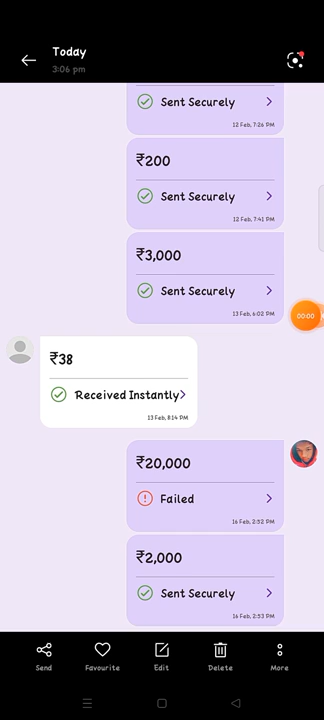 Today
3:06 pm
Sent Securely
12 Feb, 7:26 PM
₹200
Sent Securely
12 Feb, 7:41 PM
₹3,000
Sent Securely
13 Feb, 6:02 PM
00:00
₹38
Received Instantly
13 Feb, 8:14 PM
₹20,000
Failed
16 Feb, 2:52 PM
₹2,000
Sent Securely
16 Feb, 2:53 PM
Send Favourite Edit Delete More